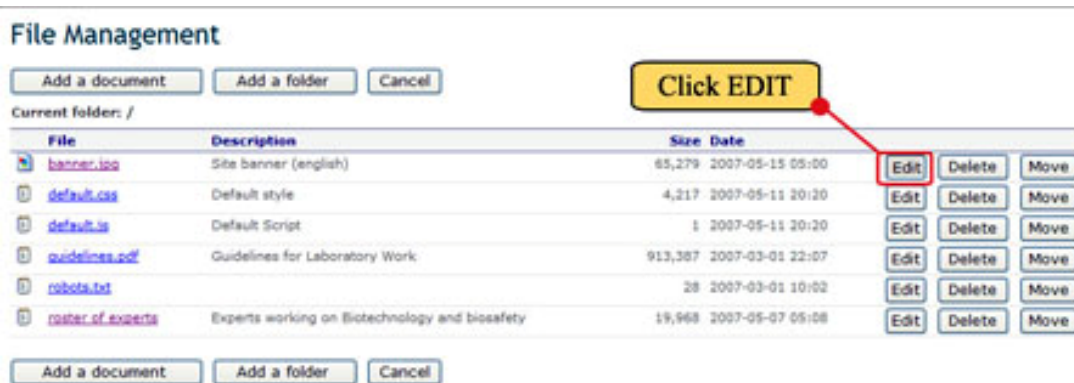 File Management
Add a document Add a folder Cancel
Click EDIT
Current folder: /
File Description Size Date
banner.jpg Site banner (english) 65,279 2007-05-15 05:00 Edit Delete Move
default.css Default style 4,217 2007-05-11 20:20 Edit Delete Move
default.js Default Script 1 2007-05-11 20:20 Edit Delete Move
guidelines.pdf Guidelines for Laboratory Work 913,387 2007-03-01 22:07 Edit Delete Move
robots.txt 28 2007-03-01 10:02 Edit Delete Move
roster of experts Experts working on Biotechnology and biosafety 19,968 2007-05-07 05:08 Edit Delete Move
Add a document Add a folder Cancel